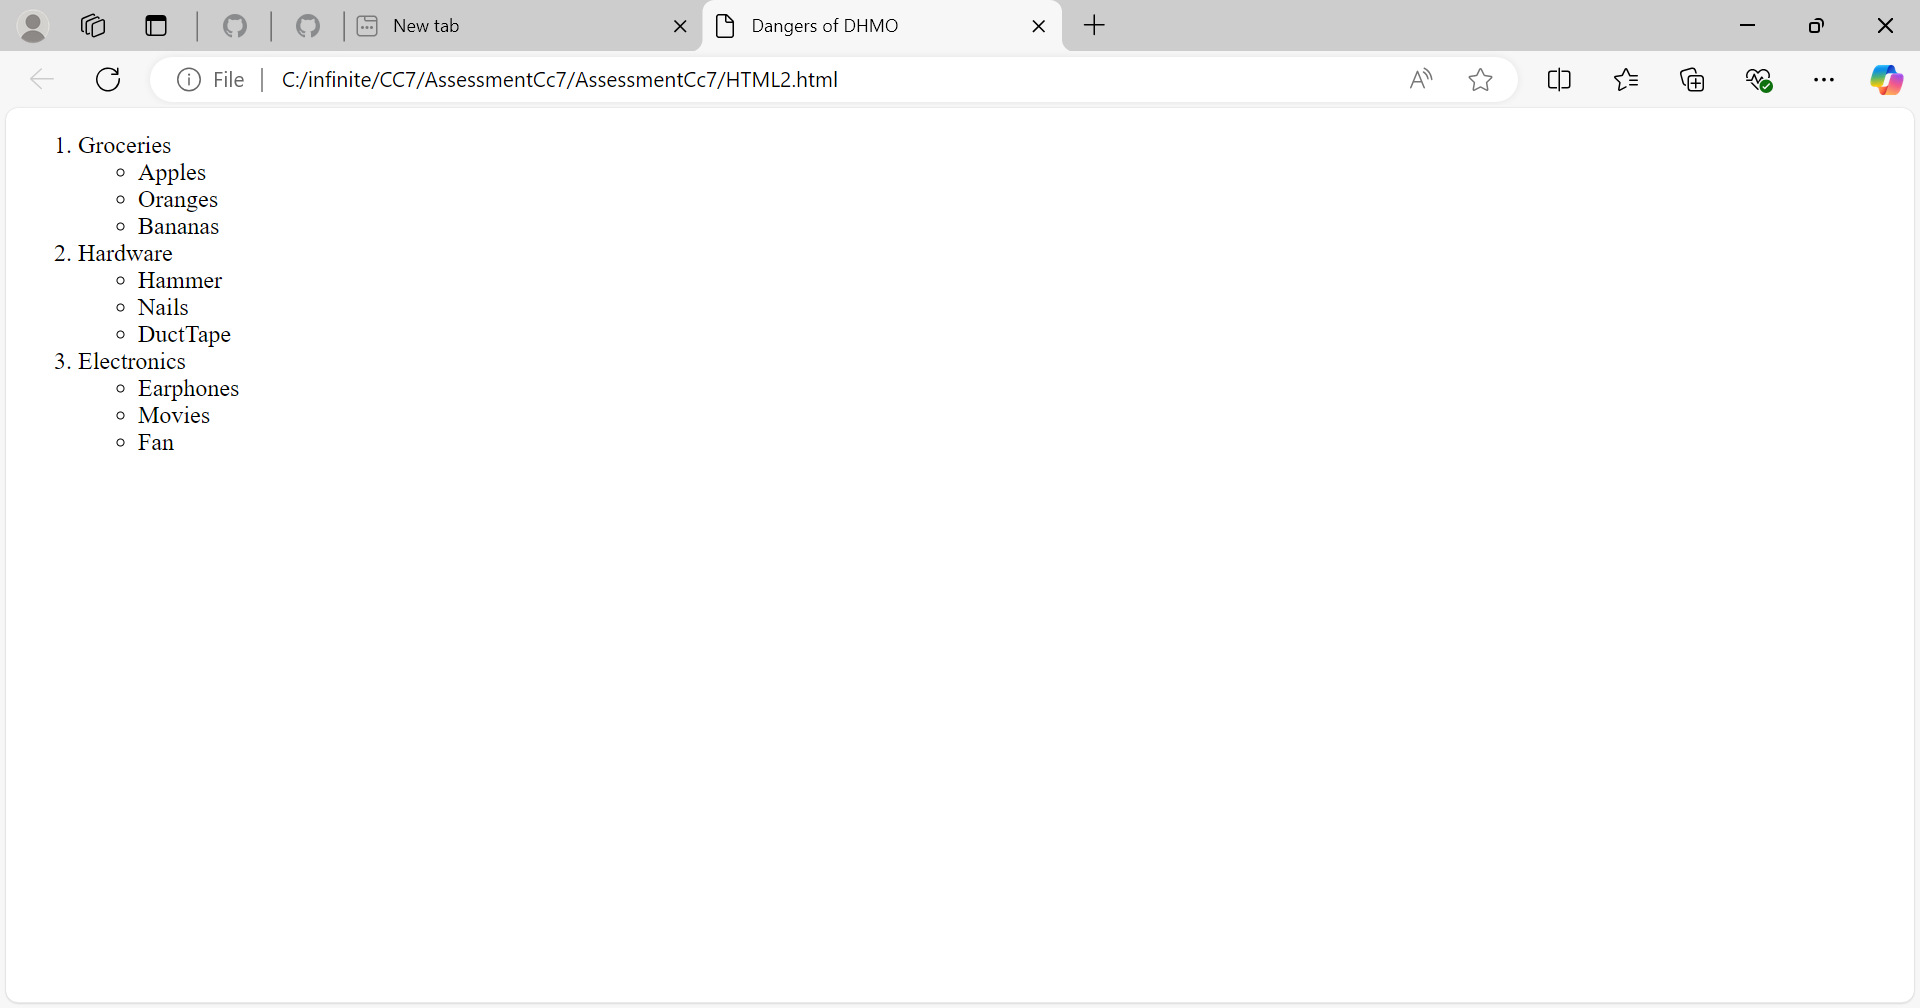 New tab
Dangers of DHMO
File
C:/infinite/CC7/AssessmentCc7/AssessmentCc7/HTML2.html
1. Groceries
Apples
Oranges
Bananas
2. Hardware
Hammer
Nails
DuctTape
3. Electronics
Earphones
Movies
Fan